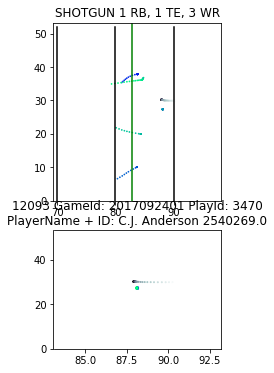 SHOTGUN 1 RB, 1 TE, 3 WR
50
40
30
20
10
0
70 80 90
12093 GameId: 2017092401 PlayId: 3470
PlayerName + ID: C.J. Anderson 2540269.0
40
20
0
85.0 87.5 90.0 92.5